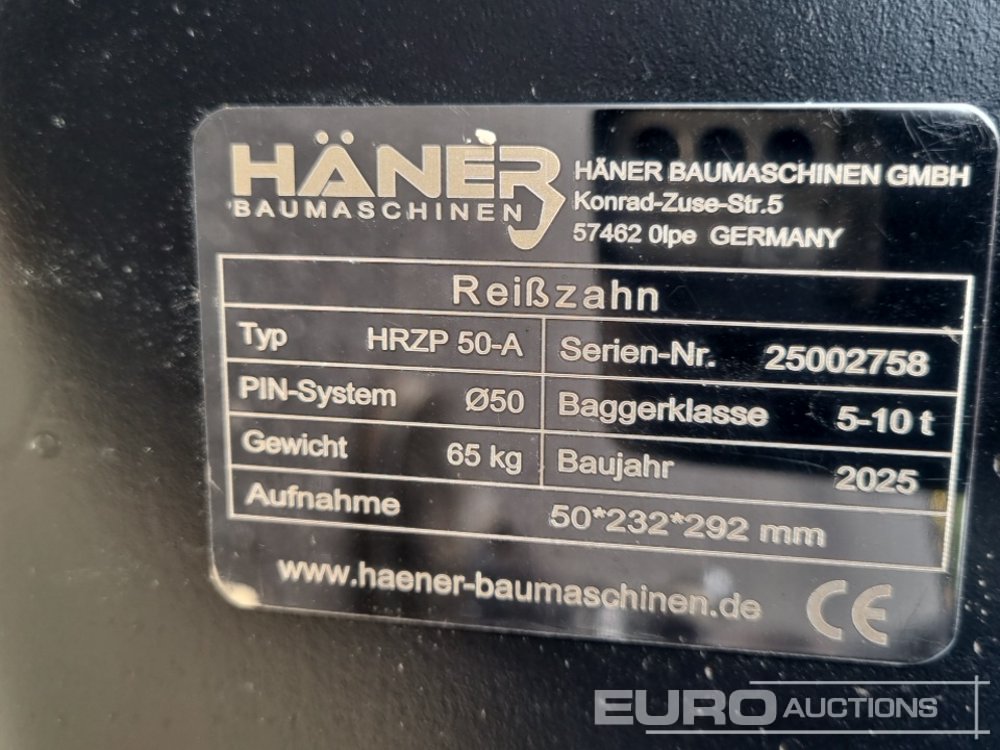 HÄNER
BAUMASCHINEN
HÄNER BAUMASCHINEN GMBH
Konrad-Zuse-Str.5
57462 Olpe GERMANY
Reißzahn
Typ HRZP 50-A Serien-Nr. 25002758
PIN-System Ø50 Baggerklasse 5-10 t
Gewicht 65 kg Baujahr 2025
Aufnahme 50*232*292 mm
www.haener-baumaschinen.de CE
EURO AUCTIONS